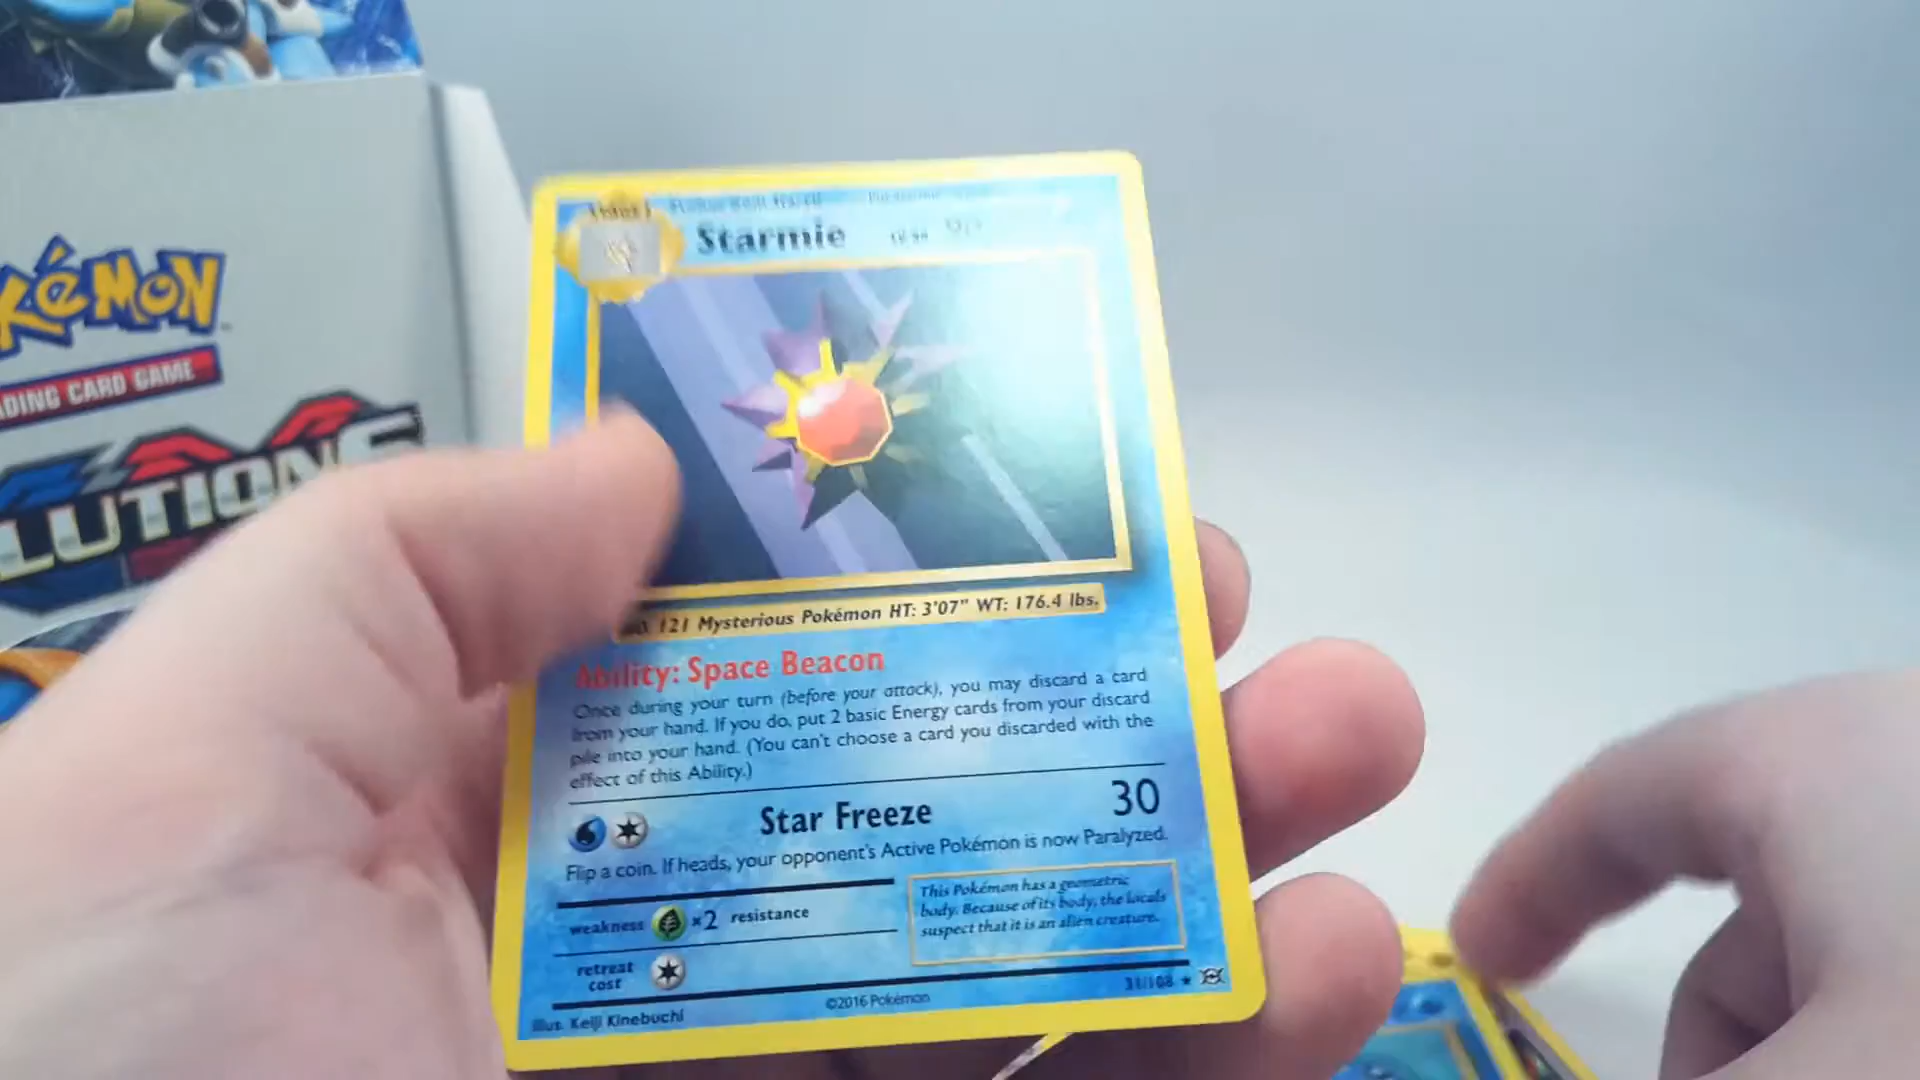 Starmie
KéMoN
ADING CARD GAME
LUTIONS
121 Mysterious Pokémon HT: 3'07" WT: 176.4 lbs.
Ability: Space Beacon
Once during your turn (before your attack), you may discard a card
from your hand. If you do, put 2 basic Energy cards from your discard
pile into your hand. (You can't choose a card you discarded with the
effect of this Ability.)
Star Freeze 30
Flip a coin. If heads, your opponent's Active Pokémon is now Paralyzed.
weakness ×2 resistance
This Pokémon has a geometric
body. Because of its body, the locals
suspect that it is an alien creature.
retreat
cost
31/108
©2016 Pokémon
Illus. Keiji Kinebuchi